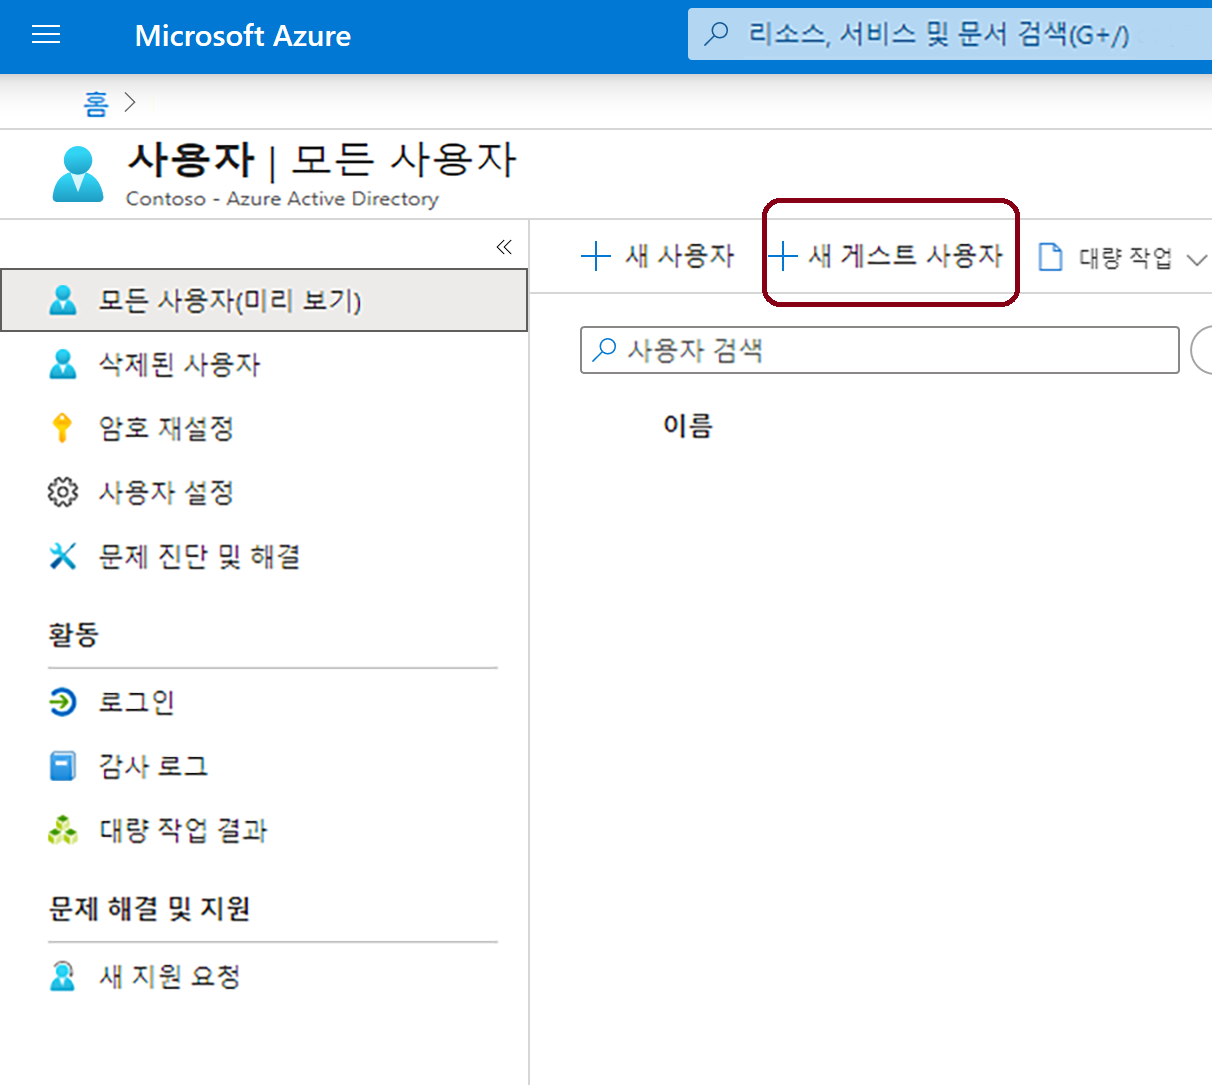 Microsoft Azure
리소스, 서비스 및 문서 검색(G+/)
홈
사용자 | 모든 사용자
Contoso - Azure Active Directory
새 사용자
새 게스트 사용자
대량 작업
모든 사용자(미리 보기)
삭제된 사용자
암호 재설정
사용자 설정
문제 진단 및 해결
활동
로그인
감사 로그
대량 작업 결과
문제 해결 및 지원
새 지원 요청
사용자 검색
이름